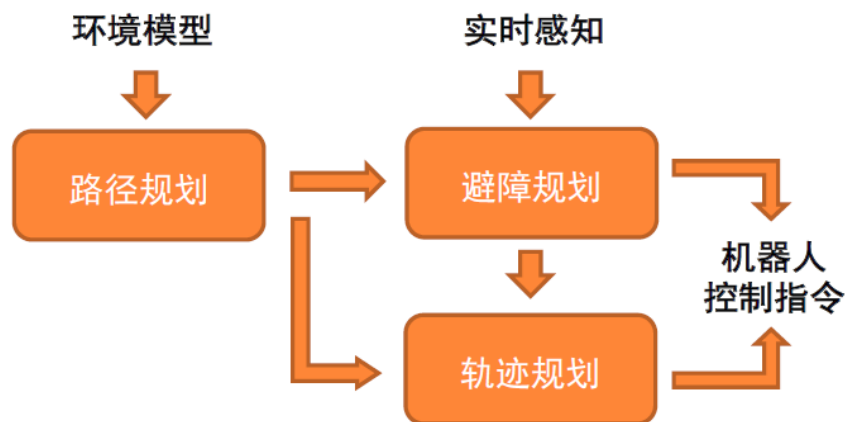 环境模型
实时感知
路径规划
避障规划
机器人
控制指令
轨迹规划